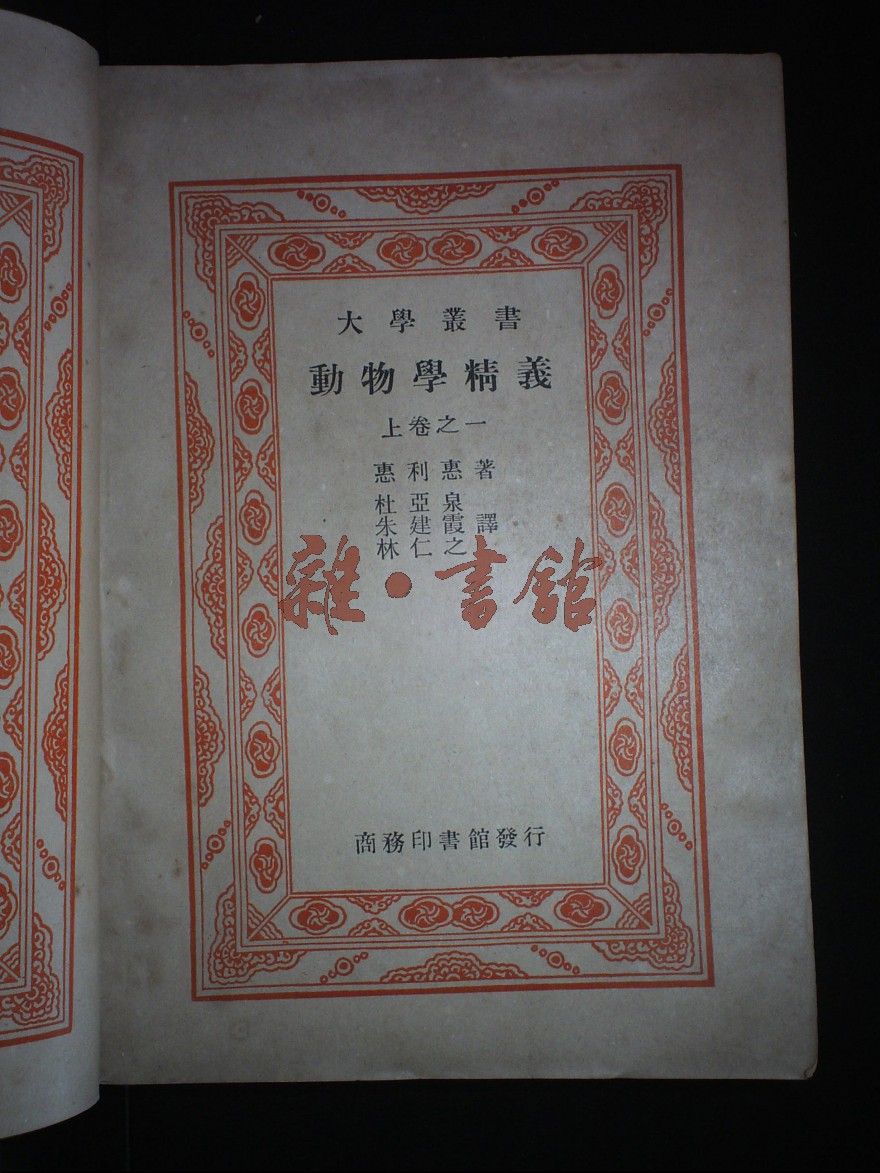 大學叢書
動物學精義
上卷之一
惠利惠著
杜亞泉
朱建霞譯
林仁之
雜·書館
商務印書館發行